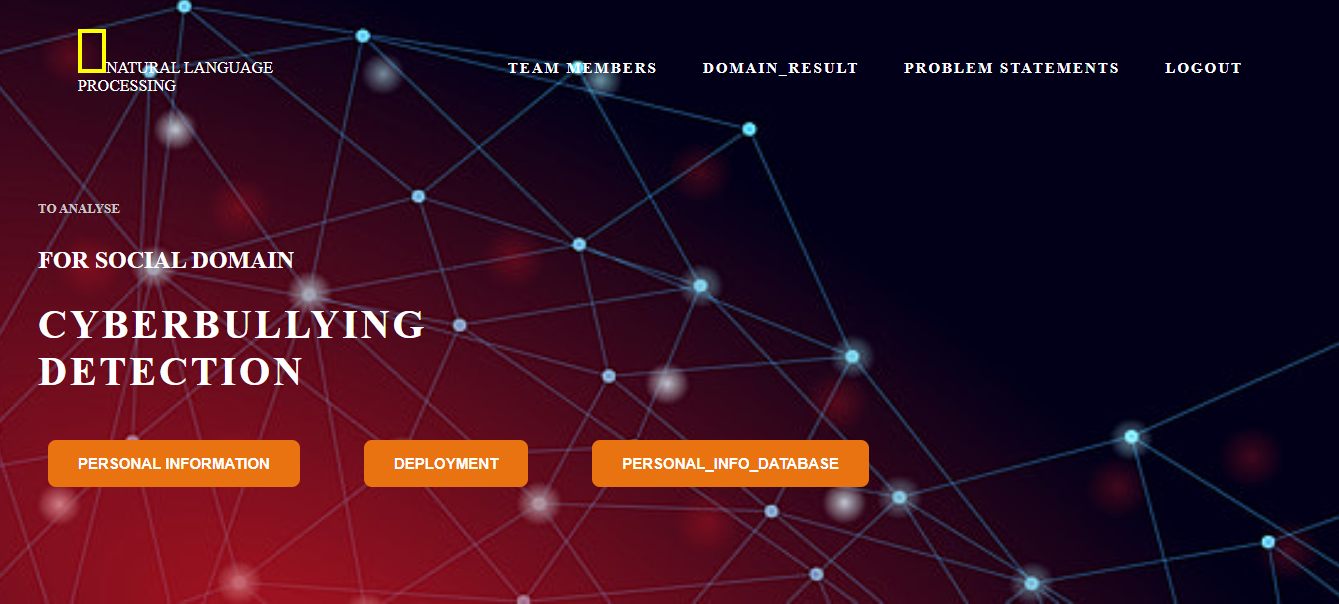 NATURAL LANGUAGE
PROCESSING
TEAM MEMBERS DOMAIN_RESULT PROBLEM STATEMENTS LOGOUT
TO ANALYSE
FOR SOCIAL DOMAIN
CYBERBULLYING
DETECTION
PERSONAL INFORMATION DEPLOYMENT PERSONAL_INFO_DATABASE